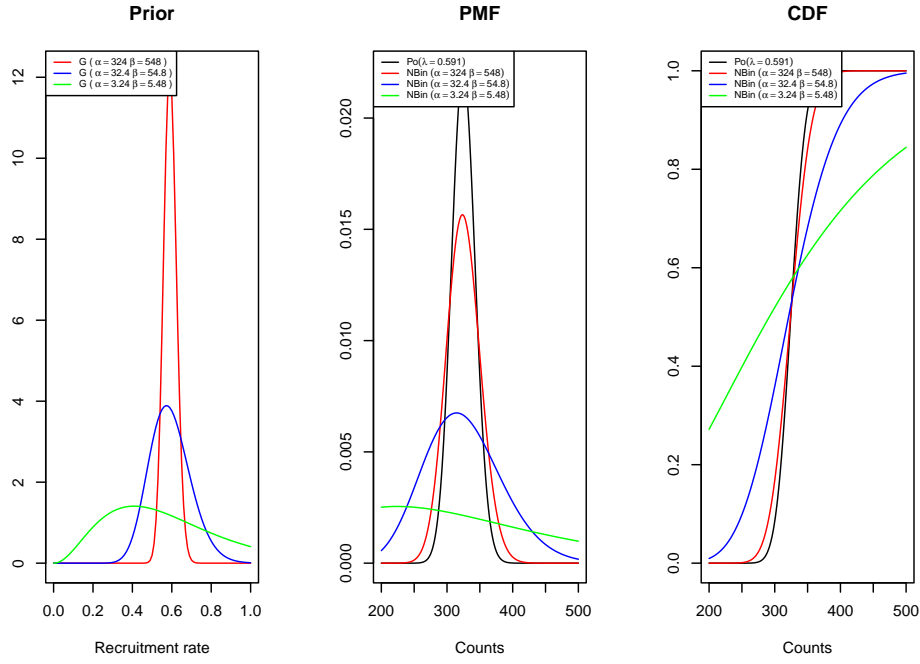 Prior
G ( α = 324 β = 548 )
G ( α = 32.4 β = 54.8 )
G ( α = 3.24 β = 5.48 )
12
10
8
6
4
2
0
0.0 0.2 0.4 0.6 0.8 1.0
Recruitment rate
PMF
Po(λ = 0.591)
NBin (α = 324 β = 548)
NBin (α = 32.4 β = 54.8)
NBin (α = 3.24 β = 5.48)
0.020
0.015
0.010
0.005
0.000
200 300 400 500
Counts
CDF
Po(λ = 0.591)
NBin (α = 324 β = 548)
NBin (α = 32.4 β = 54.8)
NBin (α = 3.24 β = 5.48)
1.0
0.8
0.6
0.4
0.2
0.0
200 300 400 500
Counts